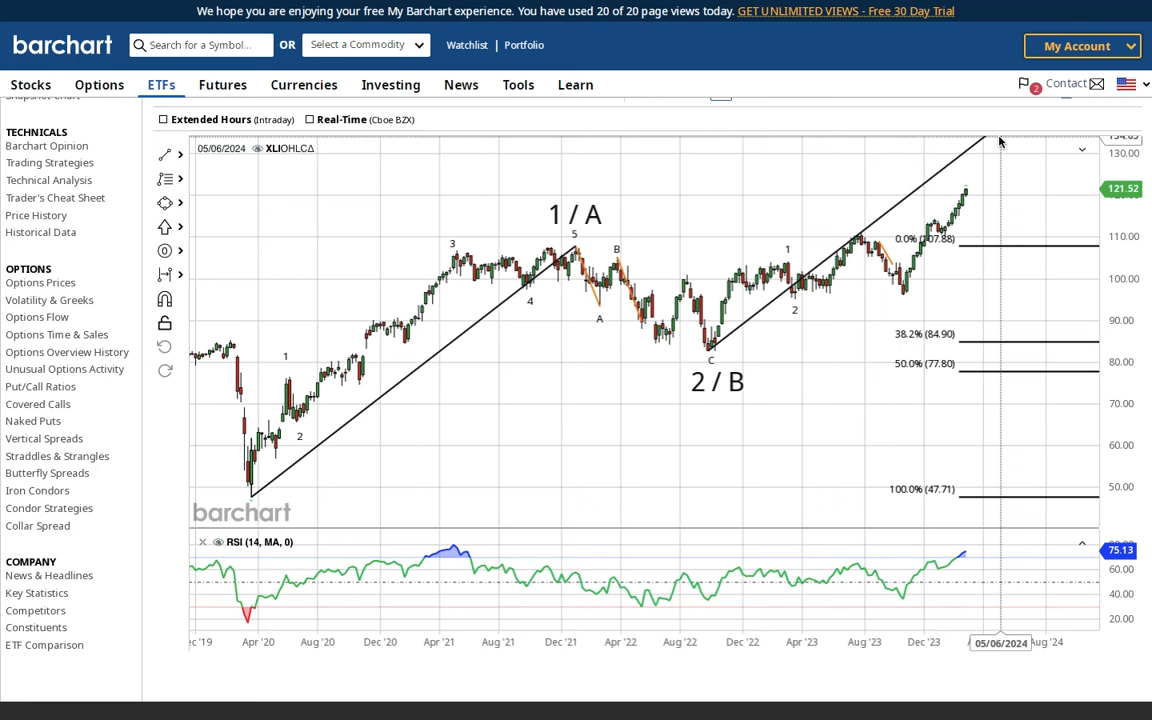 We hope you are enjoying your free My Barchart experience. You have used 20 of 20 page views today. GET UNLIMITED VIEWS - Free 30 Day Trial
barchart Search for a Symbol... OR Select a Commodity Watchlist | Portfolio My Account
Stocks Options ETFs Futures Currencies Investing News Tools Learn 2 Contact
Snapshot Chart
Extended Hours (Intraday) Real-Time (Cboe BZX)
TECHNICALS
Barchart Opinion
Trading Strategies
Technical Analysis
Trader's Cheat Sheet
Price History
Historical Data
OPTIONS
Options Prices
Volatility & Greeks
Options Flow
Options Time & Sales
Options Overview History
Unusual Options Activity
Put/Call Ratios
Covered Calls
Naked Puts
Vertical Spreads
Straddles & Strangles
Butterfly Spreads
Iron Condors
Condor Strategies
Collar Spread
COMPANY
News & Headlines
Key Statistics
Competitors
Constituents
ETF Comparison
05/06/2024 XLIOHLCΔ
130.00
121.52
110.00
100.00
90.00
80.00
70.00
60.00
50.00
1 / A
5
3
B
1
4
2
A
C
2 / B
1
2
0.0% (107.88)
38.2% (84.90)
50.0% (77.80)
100.0% (47.71)
barchart
RSI (14, MA, 0)
75.13
60.00
40.00
20.00
Apr '20 Aug '20 Dec '20 Apr '21 Aug '21 Dec '21 Apr '22 Aug '22 Dec '22 Apr '23 Aug '23 Dec '23 05/06/2024 Aug '24